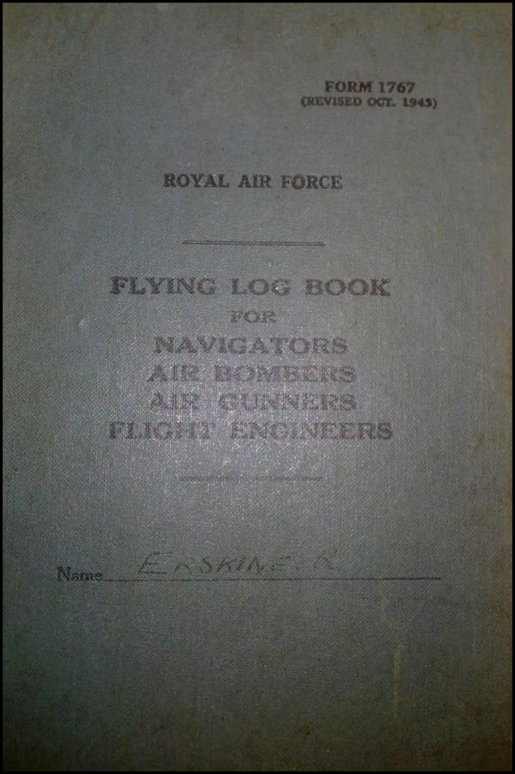 FORM 1767
(REVISED OCT. 1943)
ROYAL AIR FORCE
FLYING LOG BOOK
FOR
NAVIGATORS
AIR BOMBERS
AIR GUNNERS
FLIGHT ENGINEERS
Name ERSKINE. R